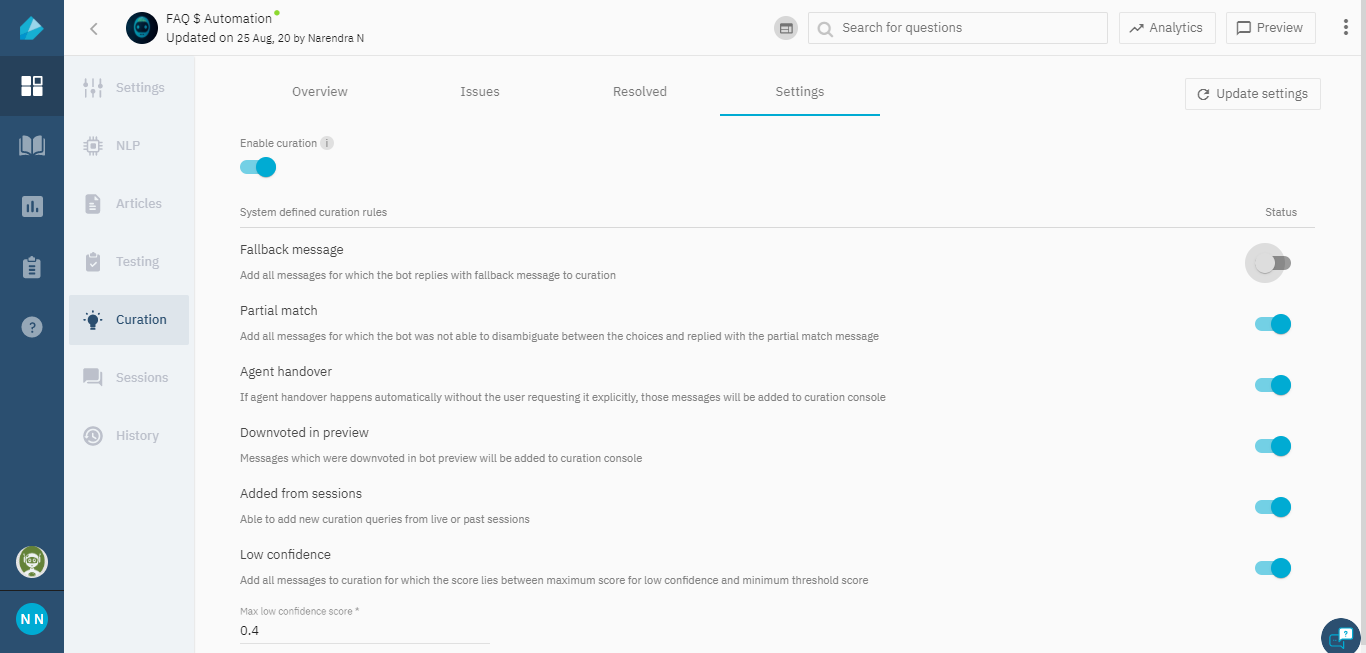 FAQ $ Automation
Updated on 25 Aug, 20 by Narendra N
Search for questions
Analytics
Preview
Settings
NLP
Articles
Testing
Curation
Sessions
History
N N
Overview
Issues
Resolved
Settings
Update settings
Enable curation i
System defined curation rules
Status
Fallback message
Add all messages for which the bot replies with fallback message to curation
Partial match
Add all messages for which the bot was not able to disambiguate between the choices and replied with the partial match message
Agent handover
If agent handover happens automatically without the user requesting it explicitly, those messages will be added to curation console
Downvoted in preview
Messages which were downvoted in bot preview will be added to curation console
Added from sessions
Able to add new curation queries from live or past sessions
Low confidence
Add all messages to curation for which the score lies between maximum score for low confidence and minimum threshold score
Max low confidence score *
0.4